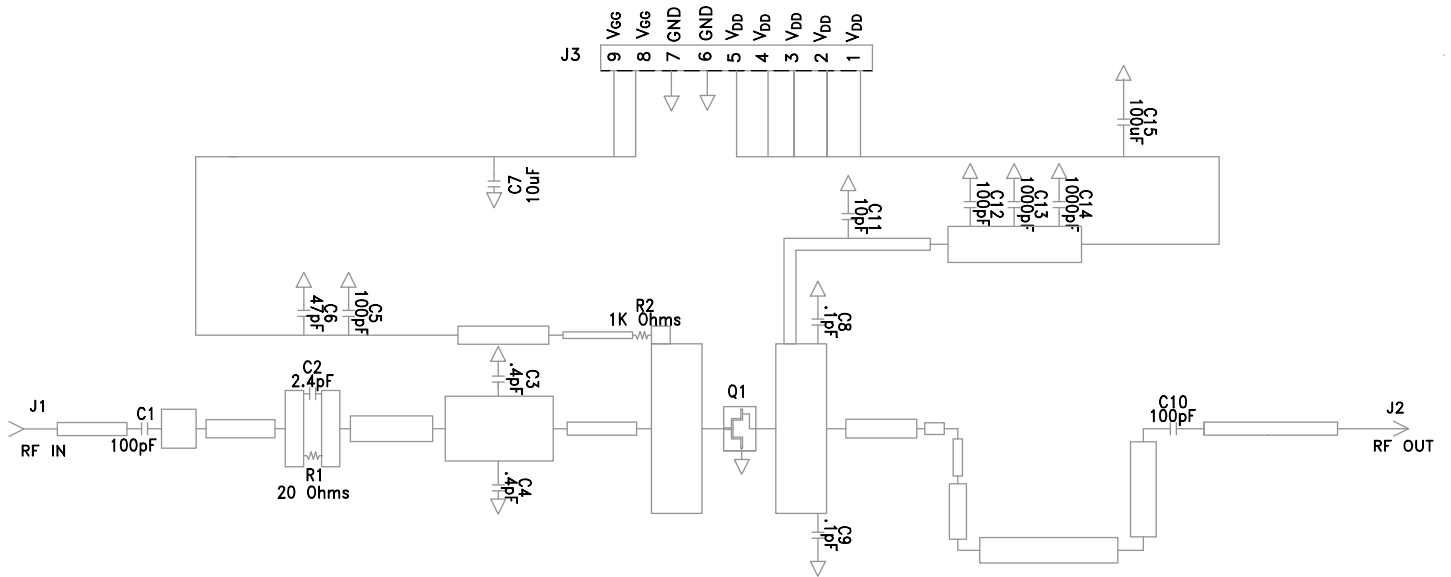 J3
9 VGG
8 VGG
7 GND
6 GND
5 VDD
4 VDD
3 VDD
2 VDD
1 VDD
C15
100uF
C7
10uF
C11
10pF
C12
100pF
C13
1000pF
C14
1000pF
C6
47pF
C5
100pF
R2
1K Ohms
C8
.1pF
C2
2.4pF
C3
.4pF
J1
RF IN
C1
100pF
Q1
C10
100pF
J2
RF OUT
R1
20 Ohms
C4
.4pF
C9
.1pF